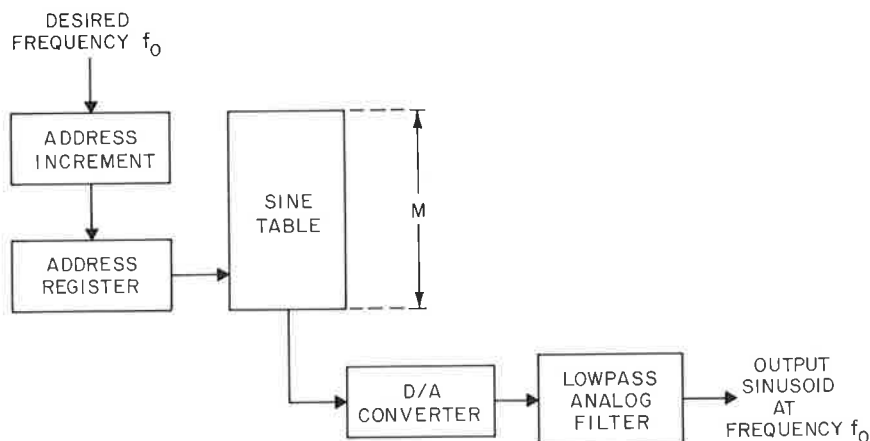 DESIRED
FREQUENCY f₀
ADDRESS
INCREMENT
ADDRESS
REGISTER
SINE
TABLE
M
D/A
CONVERTER
LOWPASS
ANALOG
FILTER
OUTPUT
SINUSOID
AT
FREQUENCY f₀